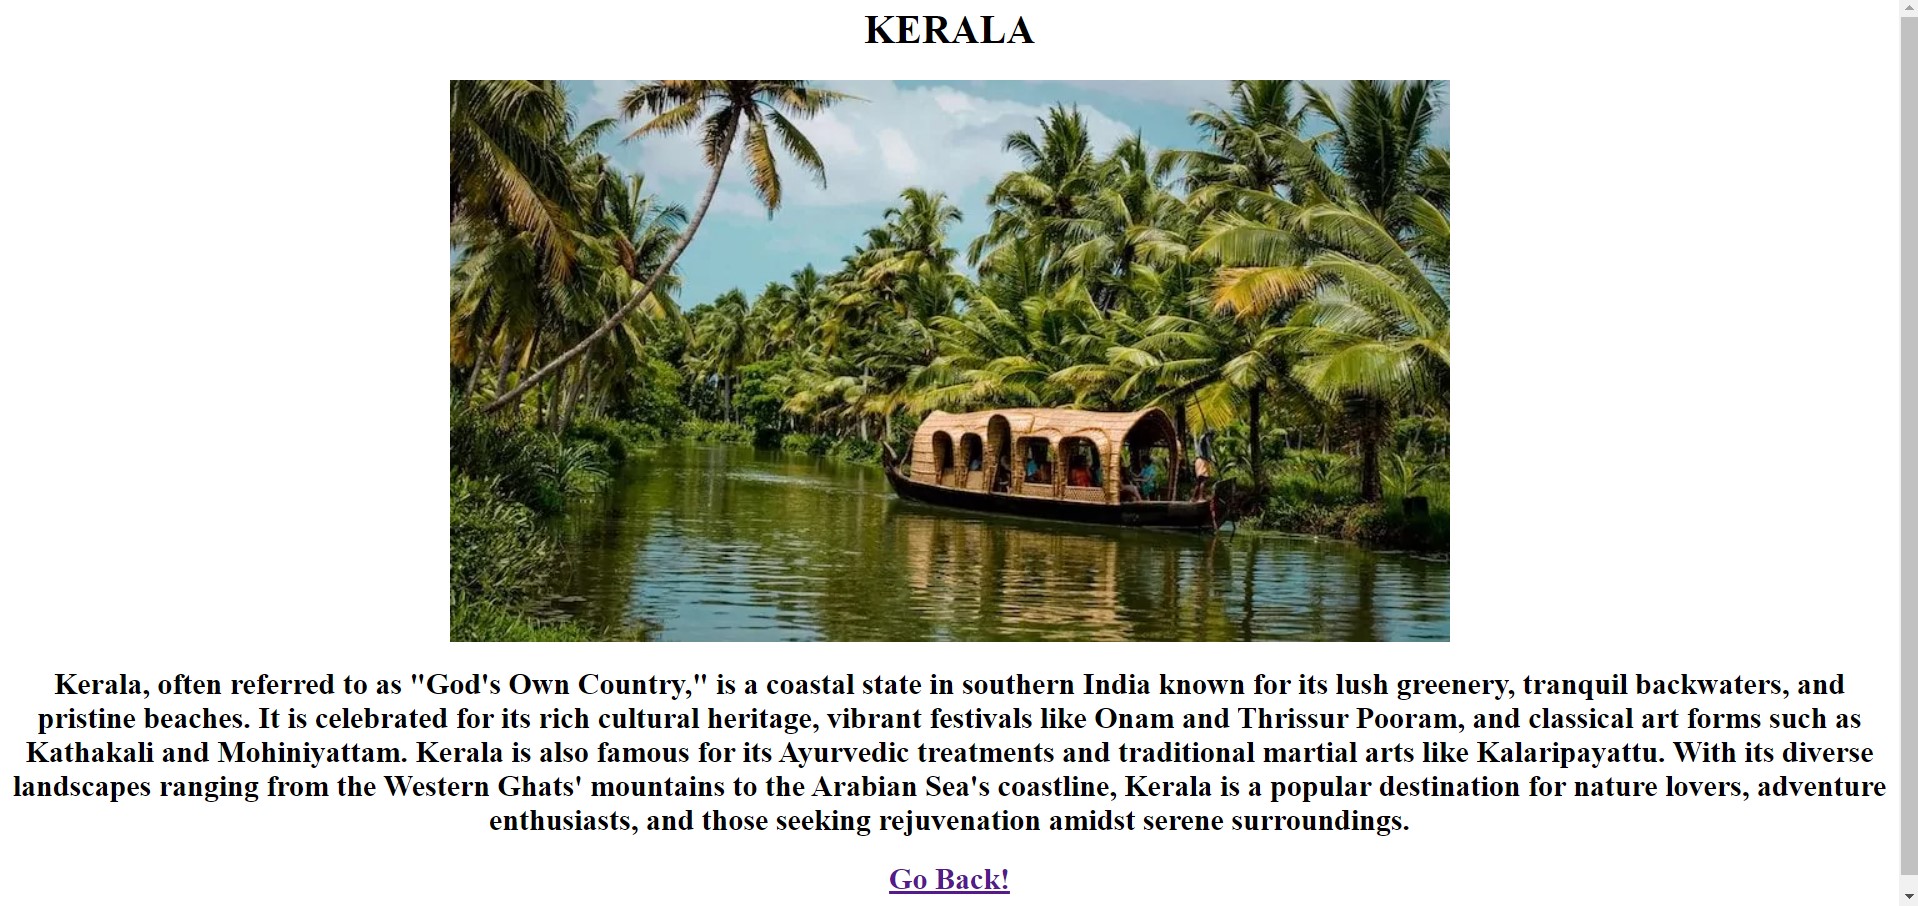 KERALA
Kerala, often referred to as "God's Own Country," is a coastal state in southern India known for its lush greenery, tranquil backwaters, and
pristine beaches. It is celebrated for its rich cultural heritage, vibrant festivals like Onam and Thrissur Pooram, and classical art forms such as
Kathakali and Mohiniyattam. Kerala is also famous for its Ayurvedic treatments and traditional martial arts like Kalaripayattu. With its diverse
landscapes ranging from the Western Ghats' mountains to the Arabian Sea's coastline, Kerala is a popular destination for nature lovers, adventure
enthusiasts, and those seeking rejuvenation amidst serene surroundings.
Go Back!